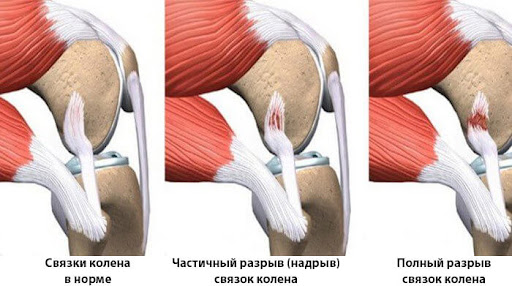 Связки колена
в норме
Частичный разрыв (надрыв)
связок колена
Полный разрыв
связок колена